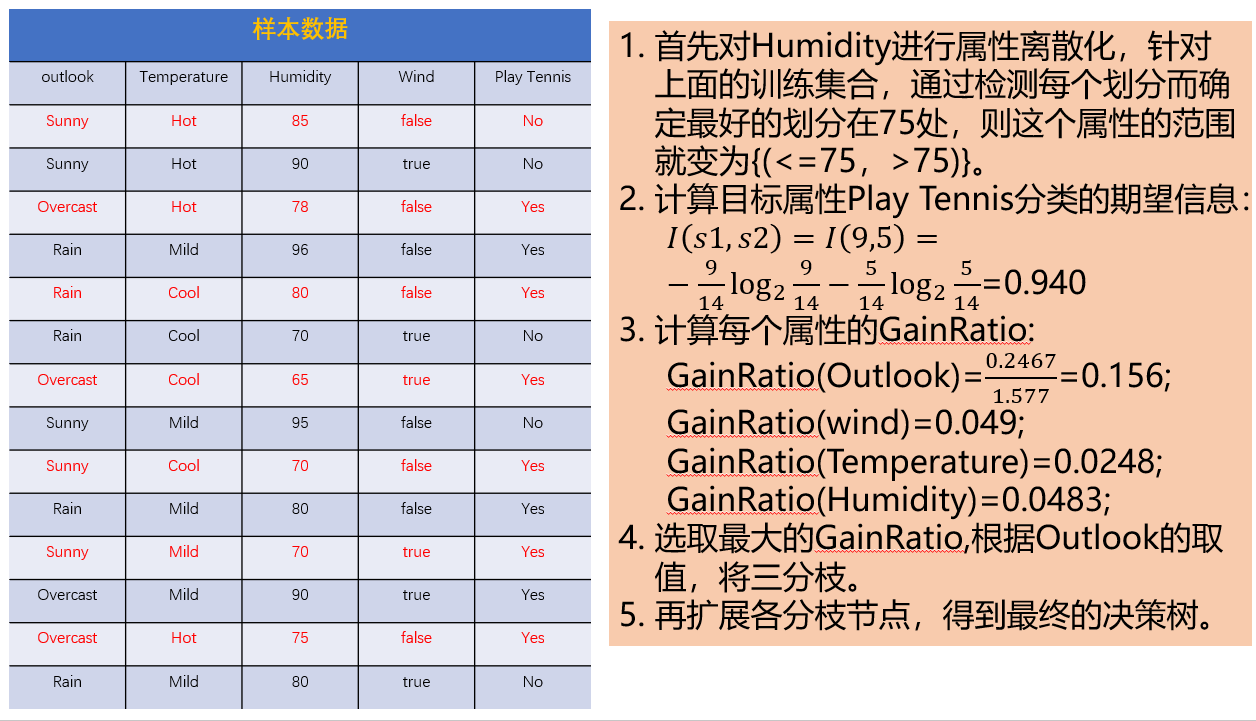 样本数据
outlook Temperature Humidity Wind Play Tennis
Sunny Hot 85 false No
Sunny Hot 90 true No
Overcast Hot 78 false Yes
Rain Mild 96 false Yes
Rain Cool 80 false Yes
Rain Cool 70 true No
Overcast Cool 65 true Yes
Sunny Mild 95 false No
Sunny Cool 70 false Yes
Rain Mild 80 false Yes
Sunny Mild 70 true Yes
Overcast Mild 90 true Yes
Overcast Hot 75 false Yes
Rain Mild 80 true No
1. 首先对Humidity进行属性离散化，针对
上面的训练集合，通过检测每个划分而确
定最好的划分在75处，则这个属性的范围
就变为{(<=75，>75)}。
2. 计算目标属性Play Tennis分类的期望信息：
I(s1, s2) = I(9,5) =
− 9/14 log₂ 9/14 − 5/14 log₂ 5/14=0.940
3. 计算每个属性的GainRatio:
GainRatio(Outlook)=0.2467/1.577=0.156;
GainRatio(wind)=0.049;
GainRatio(Temperature)=0.0248;
GainRatio(Humidity)=0.0483;
4. 选取最大的GainRatio,根据Outlook的取
值，将三分枝。
5. 再扩展各分枝节点，得到最终的决策树。